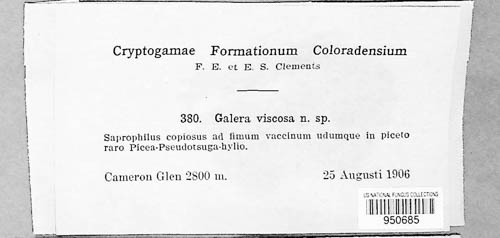 Cryptogamae Formationum Coloradensium
F. E. et E. S. Clements
380. Galera viscosa n. sp.
Saprophilus copiosus ad fimum vaccinum udumque in piceto
raro Picea-Pseudotsuga-hylio.
Cameron Glen 2800 m. 25 Augusti 1906
US NATIONAL FUNGUS COLLECTIONS
950685